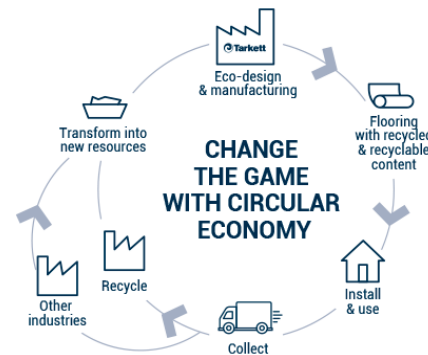 Tarkett
Eco-design
& manufacturing
Flooring
with recycled
& recyclable
content
Transform into
new resources
CHANGE
THE GAME
WITH CIRCULAR
ECONOMY
Install
& use
Recycle
Other
industries
Collect